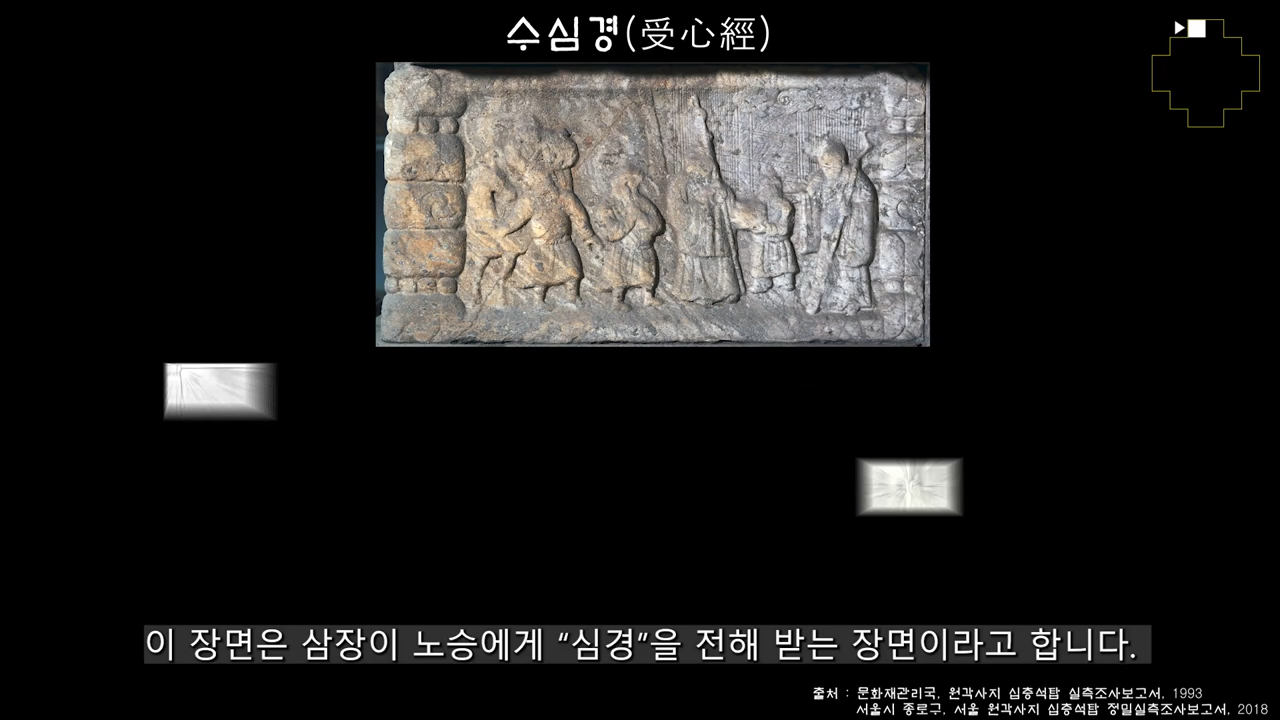 수심경(受心經)
이 장면은 삼장이 노승에게 “심경”을 전해 받는 장면이라고 합니다.
출처 : 문화재관리국, 원각사지 십층석탑 실측조사보고서, 1993
서울시 종로구, 서울 원각사지 십층석탑 정밀실측조사보고서, 2018